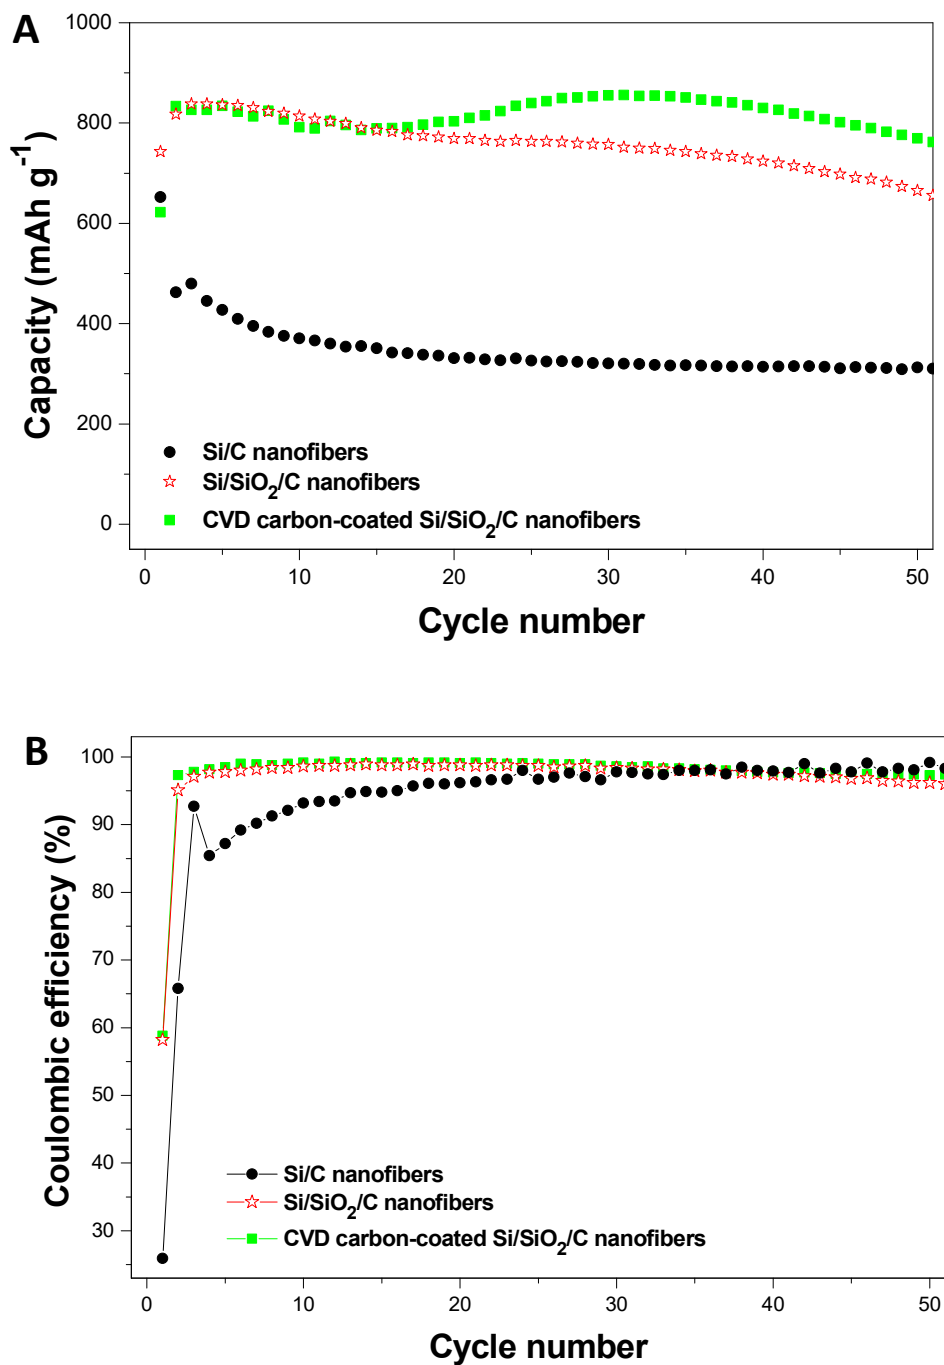 A
1000
800
600
400
200
0
Capacity (mAh g⁻¹)
Si/C nanofibers
Si/SiO₂/C nanofibers
CVD carbon-coated Si/SiO₂/C nanofibers
0 10 20 30 40 50
Cycle number
B
100
90
80
70
60
50
40
30
Coulombic efficiency (%)
Si/C nanofibers
Si/SiO₂/C nanofibers
CVD carbon-coated Si/SiO₂/C nanofibers
0 10 20 30 40 50
Cycle number